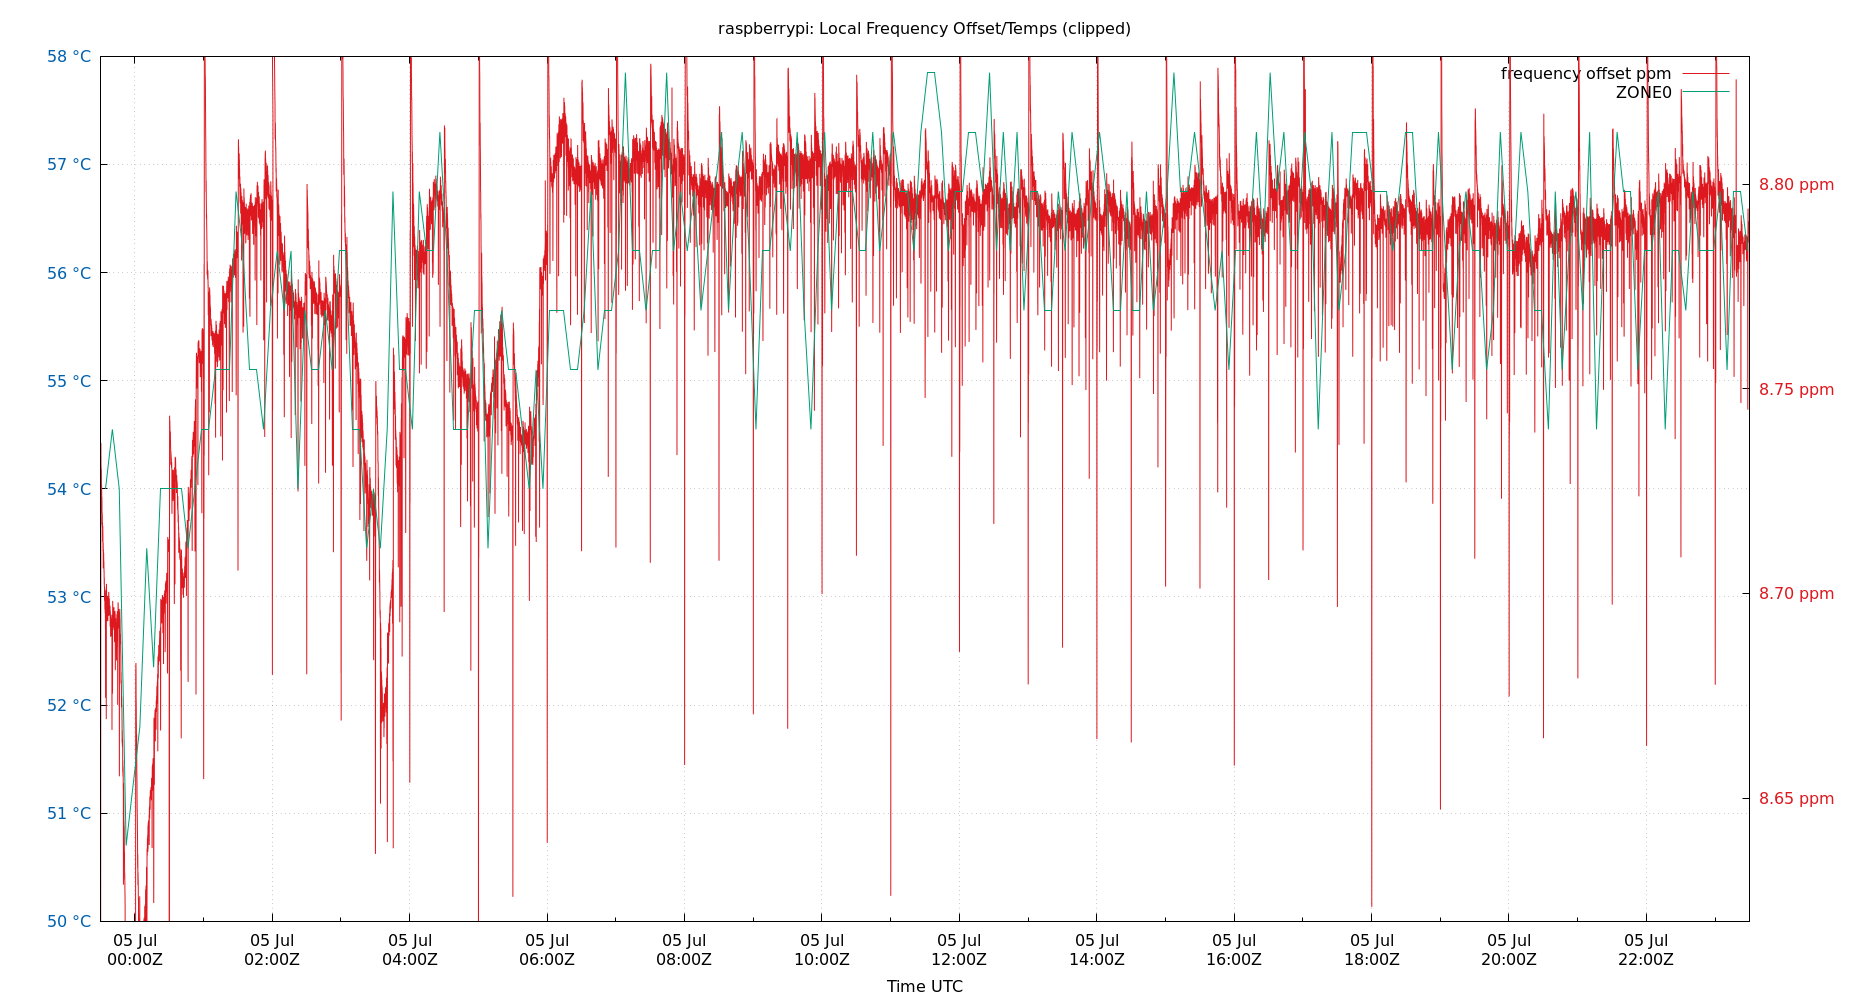 raspberrypi: Local Frequency Offset/Temps (clipped)
frequency offset ppm
ZONE0
58 °C
57 °C
56 °C
55 °C
54 °C
53 °C
52 °C
51 °C
50 °C
8.80 ppm
8.75 ppm
8.70 ppm
8.65 ppm
05 Jul 05 Jul 05 Jul 05 Jul 05 Jul 05 Jul 05 Jul 05 Jul 05 Jul 05 Jul 05 Jul 05 Jul
00:00Z 02:00Z 04:00Z 06:00Z 08:00Z 10:00Z 12:00Z 14:00Z 16:00Z 18:00Z 20:00Z 22:00Z
Time UTC